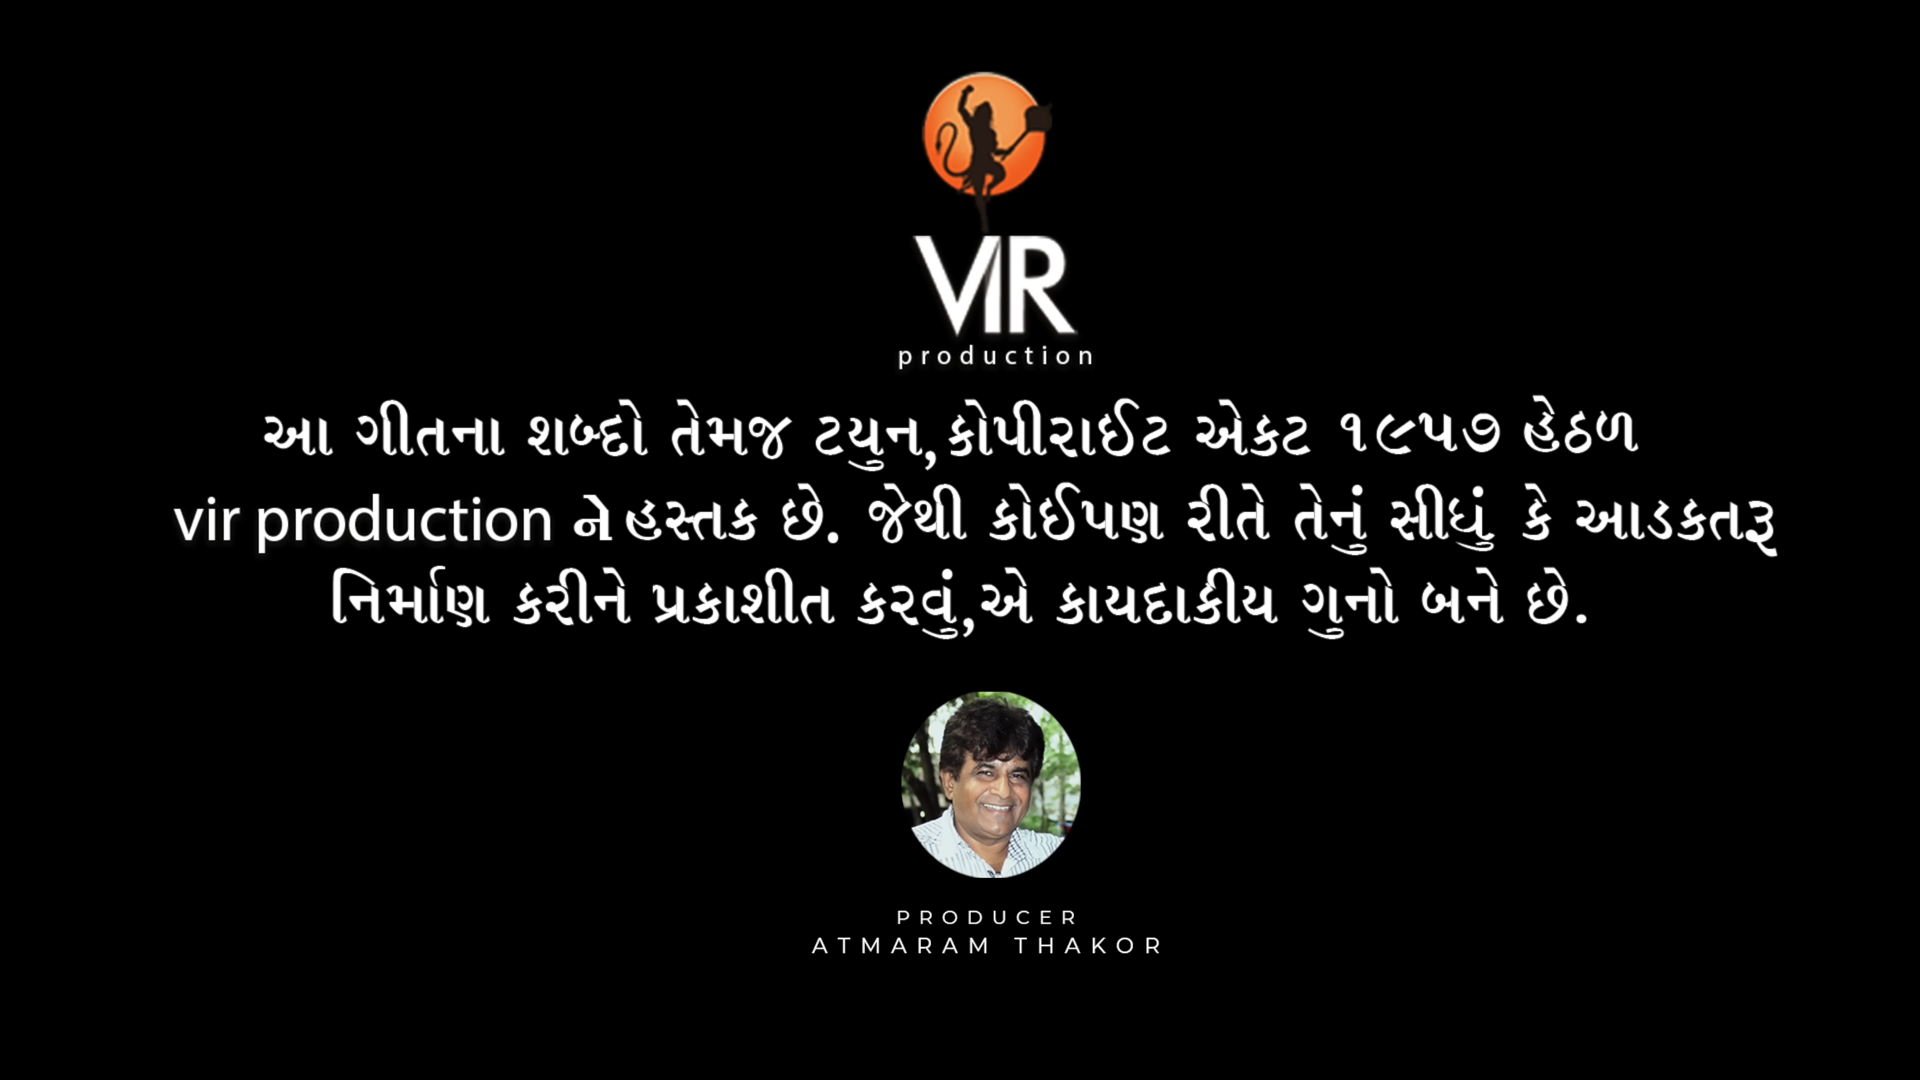 VIR
production
આ ગીતના શબ્દો તેમજ ટયુન,કોપીરાઈટ એકટ ૧૯૫૭ હેઠળ
vir production ને હસ્તક છે. જેથી કોઈપણ રીતે તેનું સીધું કે આડકતરૂ
નિર્માણ કરીને પ્રકાશીત કરવું,એ કાયદાકીય ગુનો બને છે.
PRODUCER
ATMARAM THAKOR